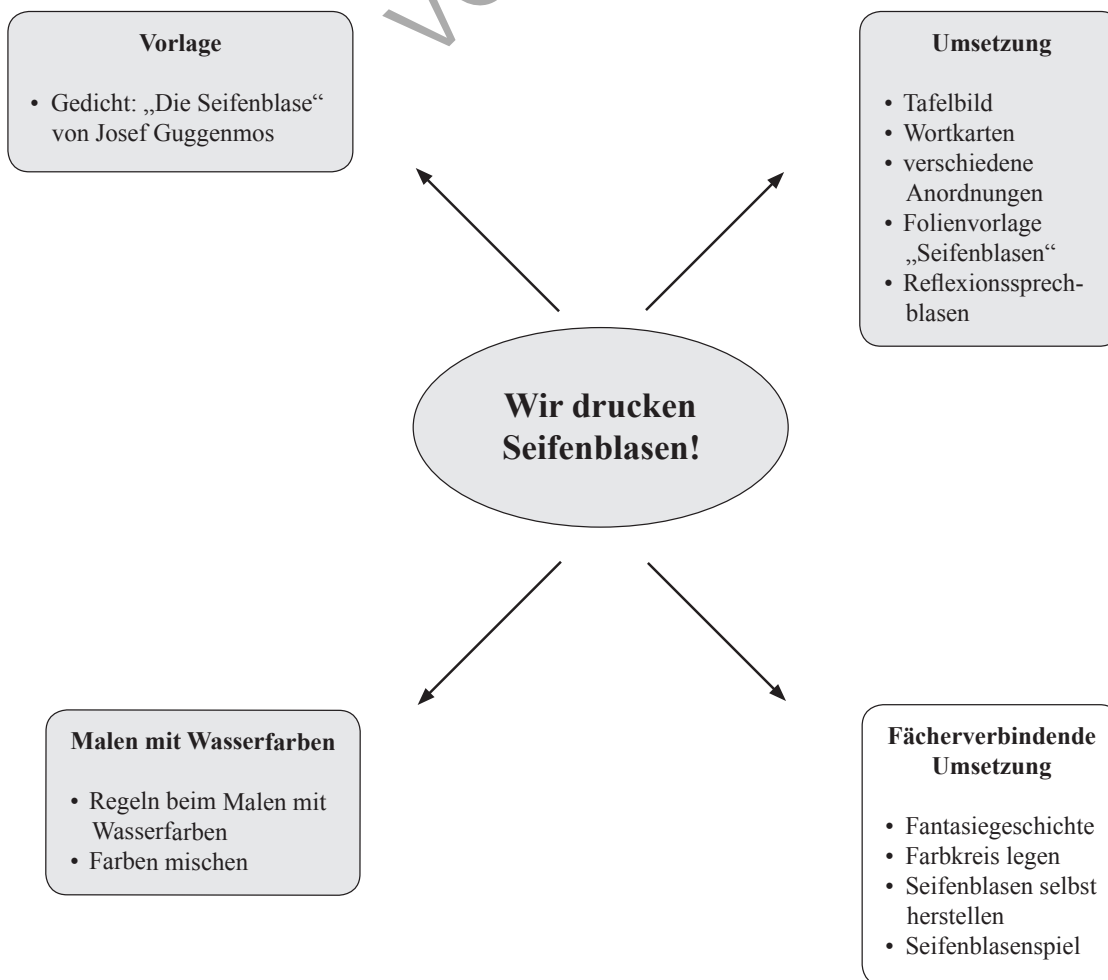 Vorlage
• Gedicht: „Die Seifenblase“
von Josef Guggenmos
Umsetzung
• Tafelbild
• Wortkarten
• verschiedene
Anordnungen
• Folienvorlage
„Seifenblasen“
• Reflexionssprech-
blasen
Wir drucken
Seifenblasen!
Malen mit Wasserfarben
• Regeln beim Malen mit
Wasserfarben
• Farben mischen
Fächerverbindende
Umsetzung
• Fantasiegeschichte
• Farbkreis legen
• Seifenblasen selbst
herstellen
• Seifenblasenspiel